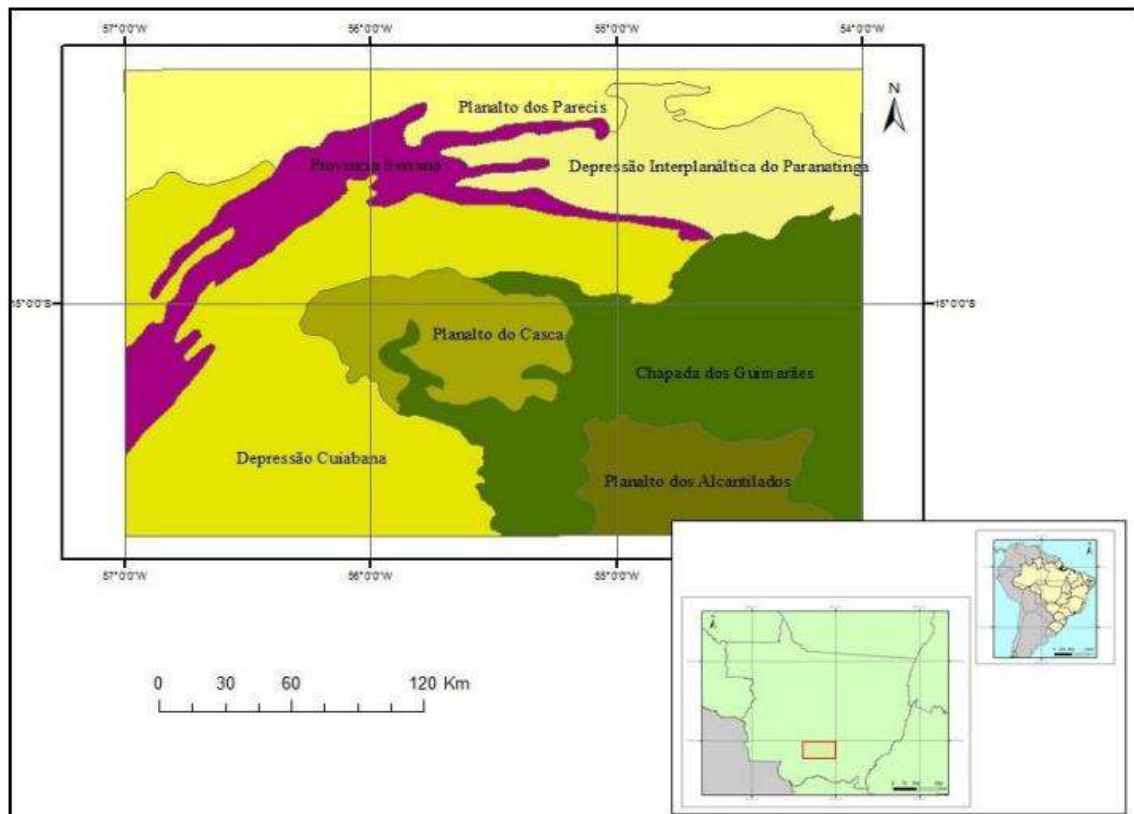 57°0'0"W 56°0'0"W 55°0'0"W 54°0'0"W
N
Planalto dos Parecis
Província Serrana
Depressão Interplanáltica do Paranatinga
15°0'0"S 15°0'0"S
Planalto do Casca
Chapada dos Guimarães
Depressão Cuiabana
Planalto dos Alcantilados
57°0'0"W 56°0'0"W 55°0'0"W
0 30 60 120 Km